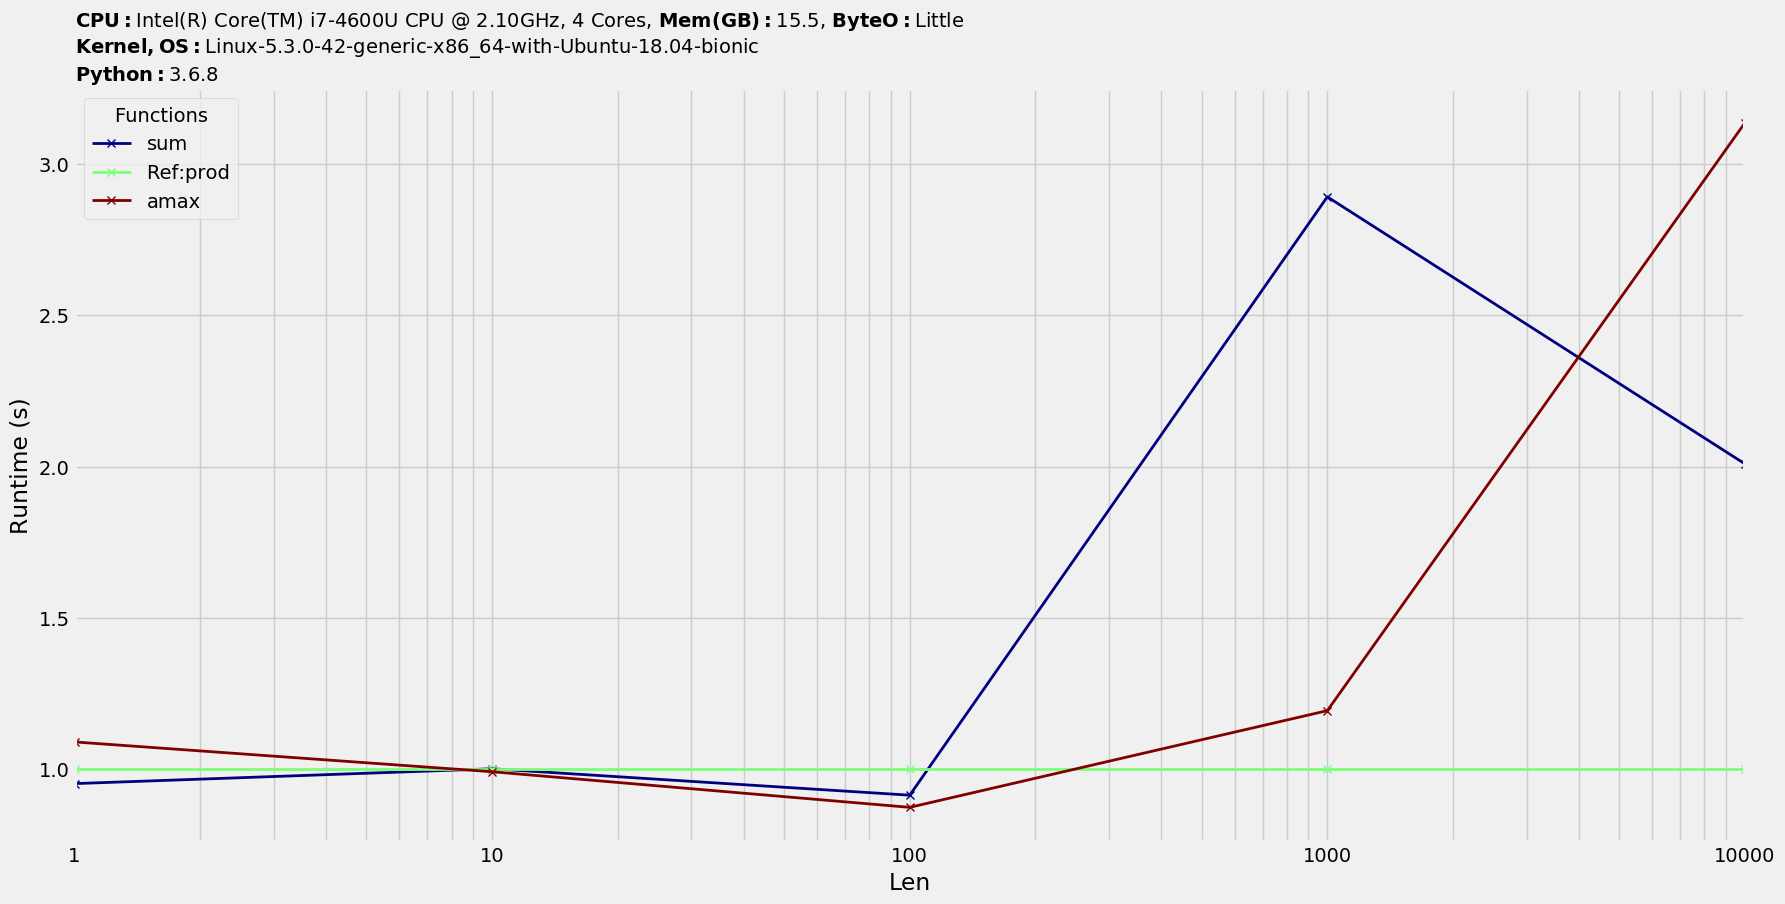 CPU: Intel(R) Core(TM) i7-4600U CPU @ 2.10GHz, 4 Cores, Mem(GB): 15.5, ByteO: Little
Kernel, OS: Linux-5.3.0-42-generic-x86_64-with-Ubuntu-18.04-bionic
Python: 3.6.8
Functions
sum
Ref:prod
amax
3.0
2.5
2.0
1.5
1.0
Runtime (s)
1 10 100 1000 10000
Len